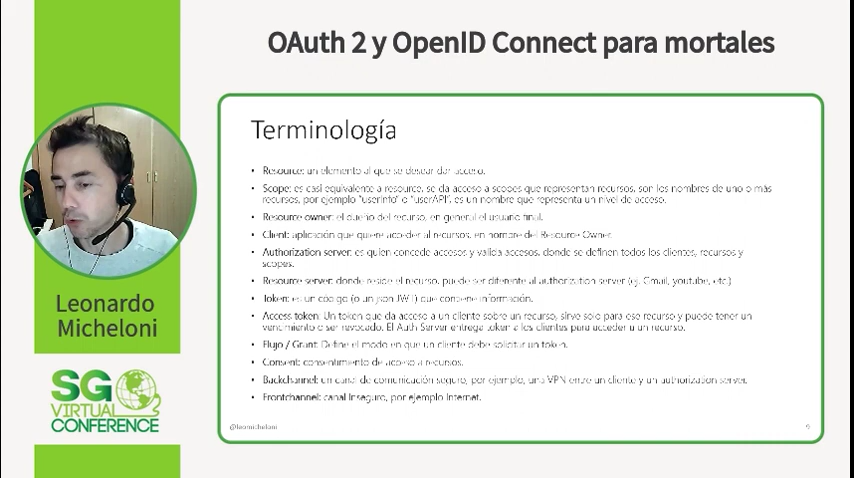 OAuth 2 y OpenID Connect para mortales
Terminología
• Resource: un elemento al que se desear dar acceso.
• Scope: es casi equivalente a resource, se da acceso a scopes que representan recursos, son los nombres de uno o más
recursos, por ejemplo "userinfo" o "userAPI", es un nombre que representa un nivel de acceso.
• Resource owner: el dueño del recurso, en general el usuario final.
• Client: aplicación que quiere acceder al recursos, en nombre del Resource Owner.
• Authorization server: es quien concede accesos y valida accesos, donde se definen todos los clientes, recursos y
scopes.
• Resource server: donde reside el recurso, puede ser diferente al authorization server (ej. Gmail, youtube, etc.)
• Token: es un código (o un json JWT) que contiene información.
• Access token: Un token que da acceso a un cliente sobre un recurso, sirve solo para ese recurso y puede tener un
vencimiento o ser revocado. El Auth Server entrega token a los clientes para acceder a un recurso.
• Flujo / Grant: Define el modo en que un cliente debe solicitar un token.
• Consent: consentimiento de acceso a recursos.
• Backchannel: un canal de comunicación seguro, por ejemplo, una VPN entre un cliente y un authorization server.
• Frontchannel: canal Inseguro, por ejemplo Internet.
@leomicheloni
9
Leonardo
Micheloni
SG
VIRTUAL
CONFERENCE